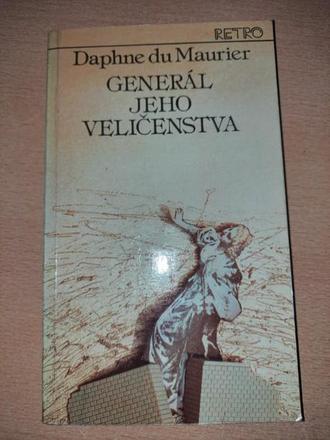 RETRO
Daphne du Maurier
GENERÁL
JEHO
VELIČENSTVA